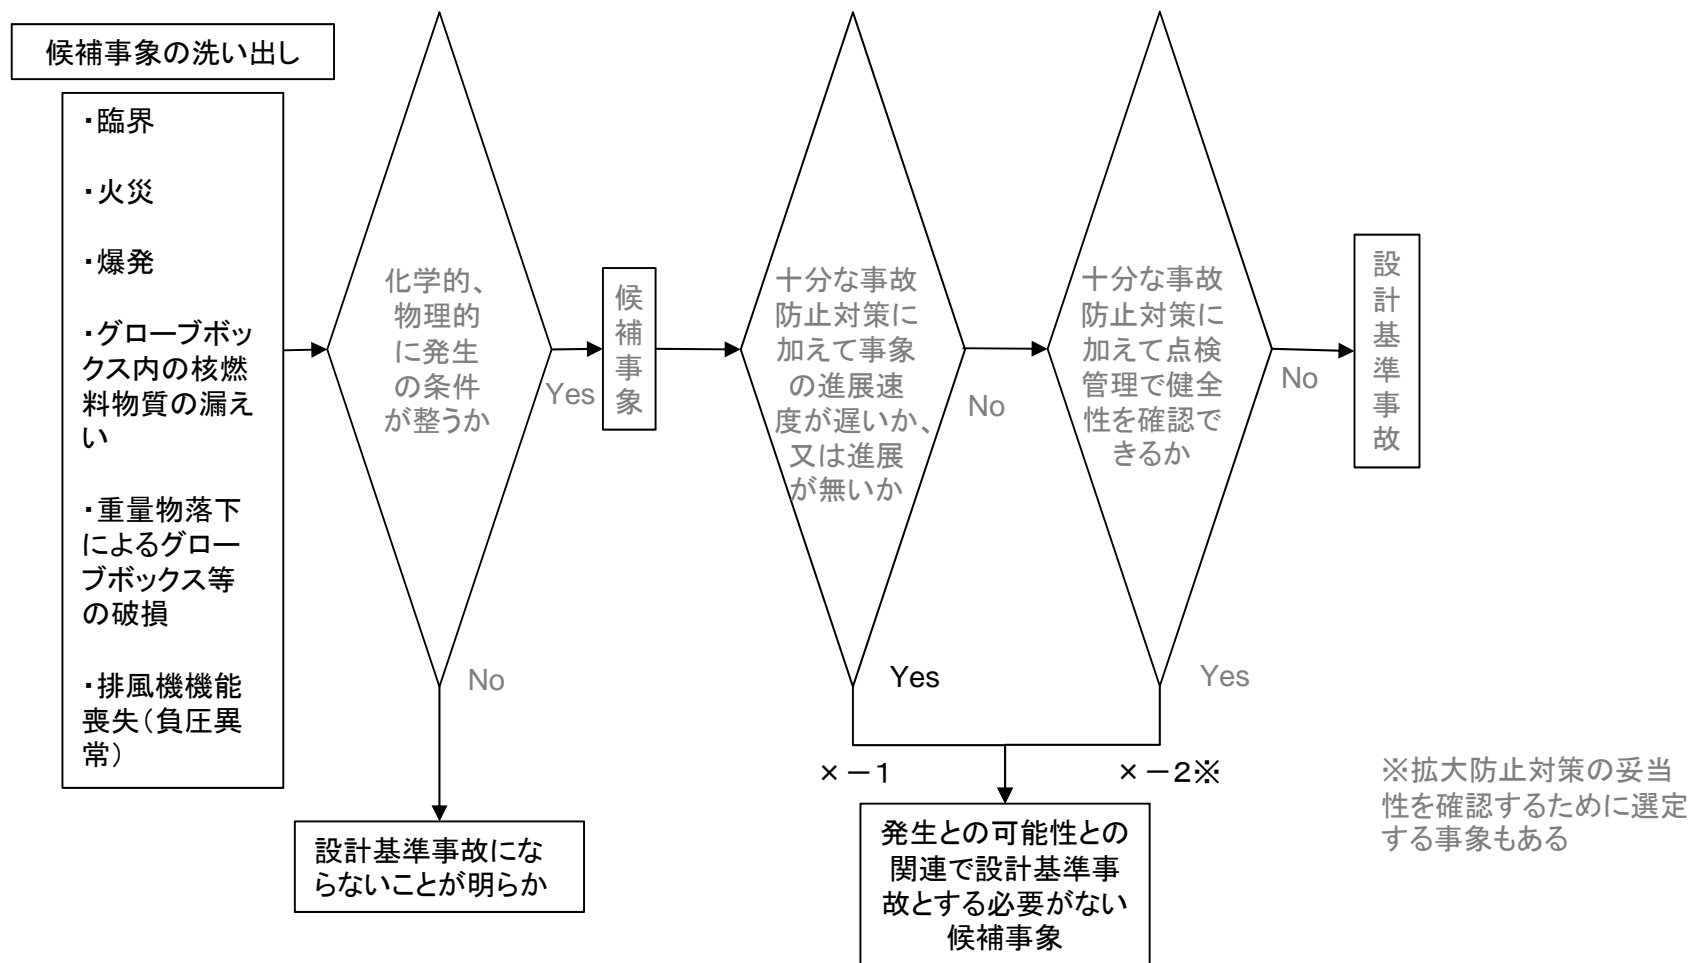 候補事象の洗い出し
・臨界
・火災
・爆発
・グローブボッ
クス内の核燃
料物質の漏え
い
・重量物落下
によるグロー
ブボックス等
の破損
・排風機機能
喪失（負圧異
常）
化学的、
物理的
に発生
の条件
が整うか
Yes
No
設計基準事故にな
らないことが明らか
候
補
事
象
十分な事故
防止対策に
加えて事象
の進展速
度が遅いか、
又は進展
が無いか
No
Yes
×－1
十分な事故
防止対策に
加えて点検
管理で健全
性を確認で
きるか
No
Yes
×－2※
発生との可能性との
関連で設計基準事
故とする必要がない
候補事象
設
計
基
準
事
故
※拡大防止対策の妥当
性を確認するために選定
する事象もある